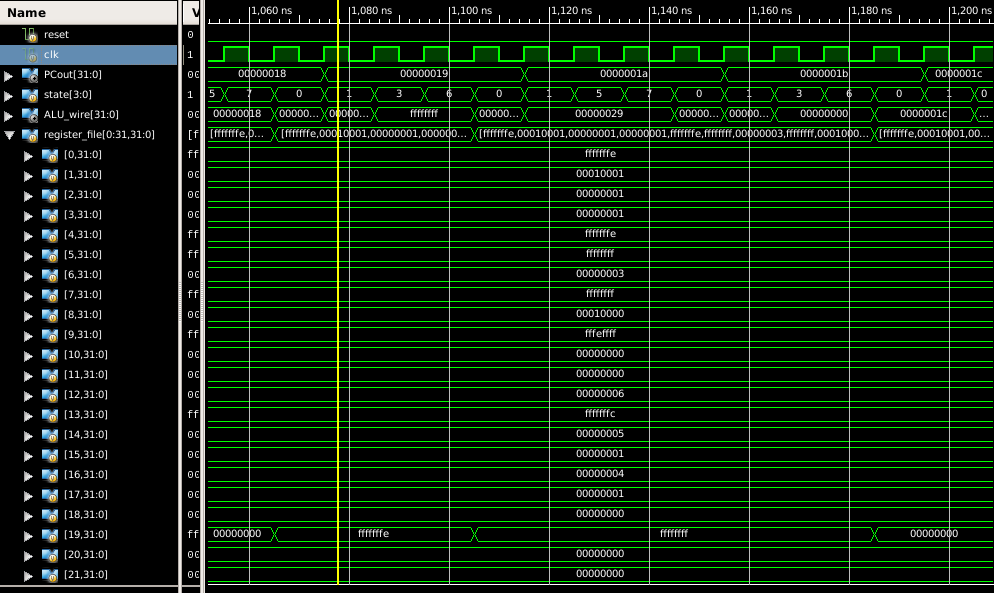 Name V 1,060 ns 1,080 ns 1,100 ns 1,120 ns 1,140 ns 1,160 ns 1,180 ns 1,200 ns
reset 0
clk 1
PCout[31:0] 00 00000018 00000019 0000001a 0000001b 0000001c
state[3:0] 1 5 7 0 1 3 6 0 1 5 7 0 1 3 6 0 1 0
ALU_wire[31:0] 00 00000018 00000... 00000... ffffffff 00000... 00000029 00000... 00000... 00000000 0000001c ...
register_file[0:31,31:0] [ff [fffffffe,0... [fffffffe,00010001,00000001,000000... [fffffffe,00010001,00000001,00000001,fffffffe,ffffffff,00000003,ffffffff,0001000... [fffffffe,00010001,00...
[0,31:0] ff fffffffe
[1,31:0] 00 00010001
[2,31:0] 00 00000001
[3,31:0] 00 00000001
[4,31:0] ff fffffffe
[5,31:0] ff ffffffff
[6,31:0] 00 00000003
[7,31:0] ff ffffffff
[8,31:0] 00 00010000
[9,31:0] ff fffeffff
[10,31:0] 00 00000000
[11,31:0] 00 00000000
[12,31:0] 00 00000006
[13,31:0] ff fffffffc
[14,31:0] 00 00000005
[15,31:0] 00 00000001
[16,31:0] 00 00000004
[17,31:0] 00 00000001
[18,31:0] 00 00000000
[19,31:0] ff 00000000 fffffffe ffffffff 00000000
[20,31:0] 00 00000000
[21,31:0] 00 00000000